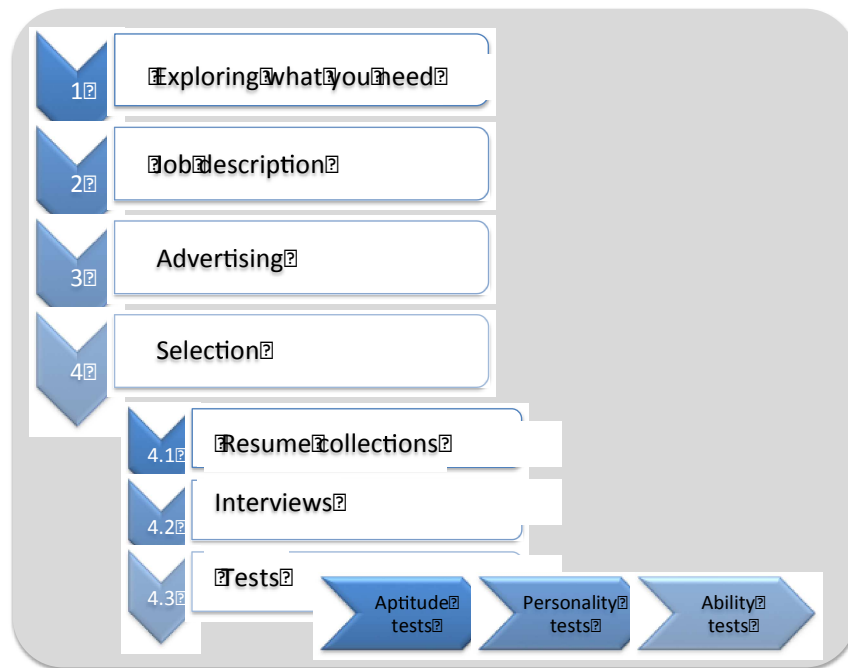 1
Exploring what you need
2
Job description
3
Advertising
4
Selection
4.1
Resume collections
4.2
Interviews
4.3
Tests
Aptitude
tests
Personality
tests
Ability
tests